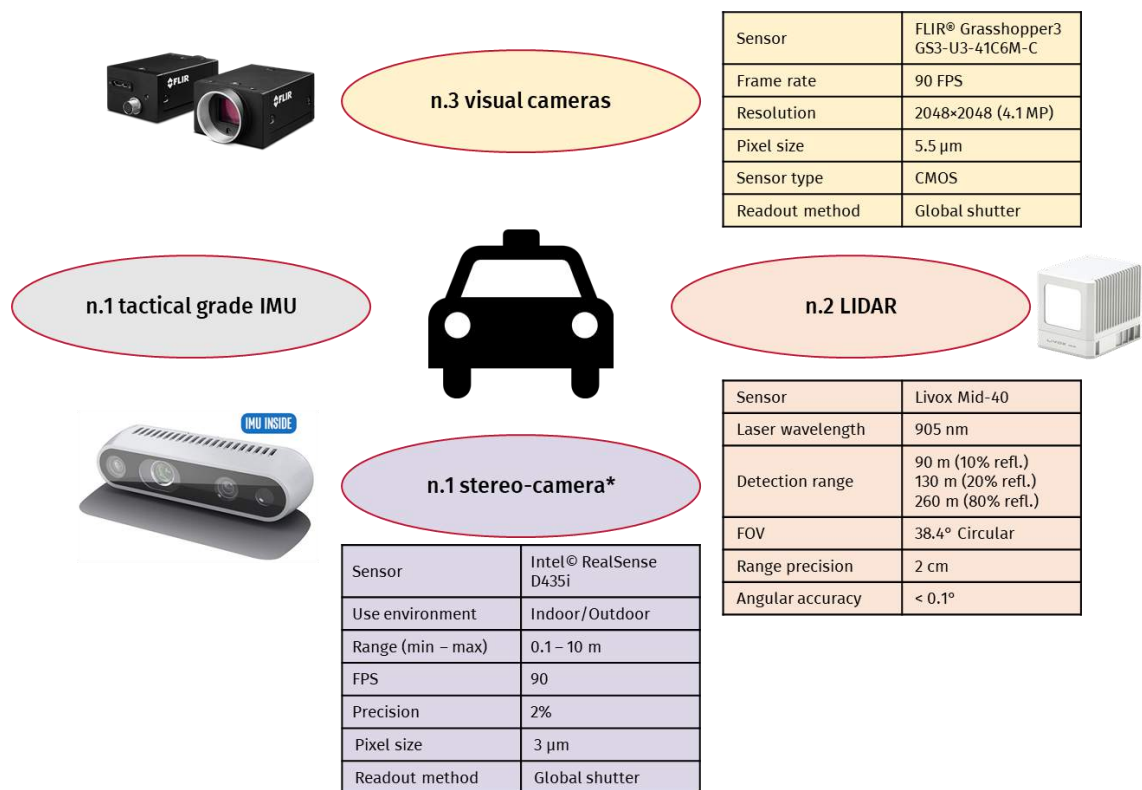 FLIR
FLIR
n.3 visual cameras
Sensor
FLIR® Grasshopper3
GS3-U3-41C6M-C
Frame rate
90 FPS
Resolution
2048×2048 (4.1 MP)
Pixel size
5.5 µm
Sensor type
CMOS
Readout method
Global shutter
n.1 tactical grade IMU
n.2 LIDAR
LIVOX
Sensor
Livox Mid-40
Laser wavelength
905 nm
Detection range
90 m (10% refl.)
130 m (20% refl.)
260 m (80% refl.)
FOV
38.4° Circular
Range precision
2 cm
Angular accuracy
< 0.1°
IMU INSIDE
n.1 stereo-camera*
Sensor
Intel© RealSense
D435i
Use environment
Indoor/Outdoor
Range (min – max)
0.1 – 10 m
FPS
90
Precision
2%
Pixel size
3 µm
Readout method
Global shutter